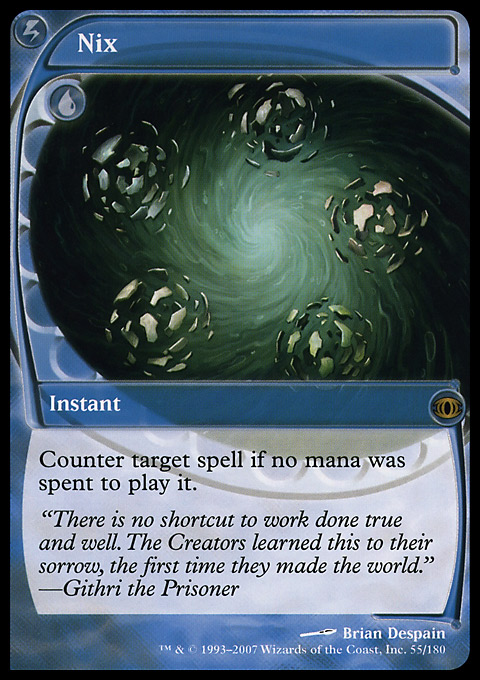 Nix
Instant
Counter target spell if no mana was
spent to play it.
“There is no shortcut to work done true
and well. The Creators learned this to their
sorrow, the first time they made the world.”
—Githri the Prisoner
Brian Despain
™ & © 1993–2007 Wizards of the Coast, Inc. 55/180